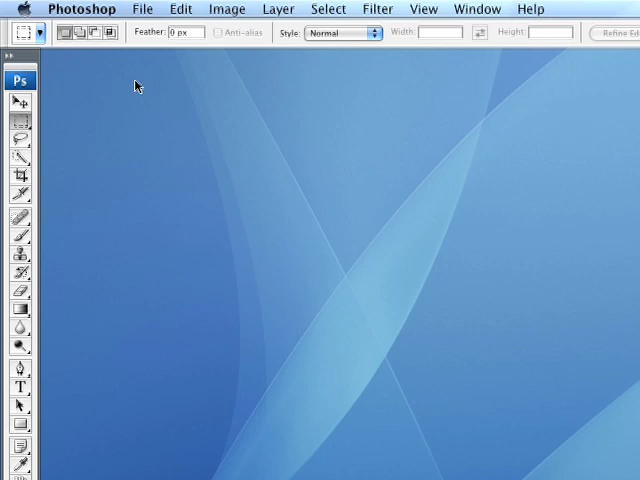 Photoshop File Edit Image Layer Select Filter View Window Help
Feather: 0 px Anti-alias Style: Normal Width: Height: Refine Ed
Ps
T